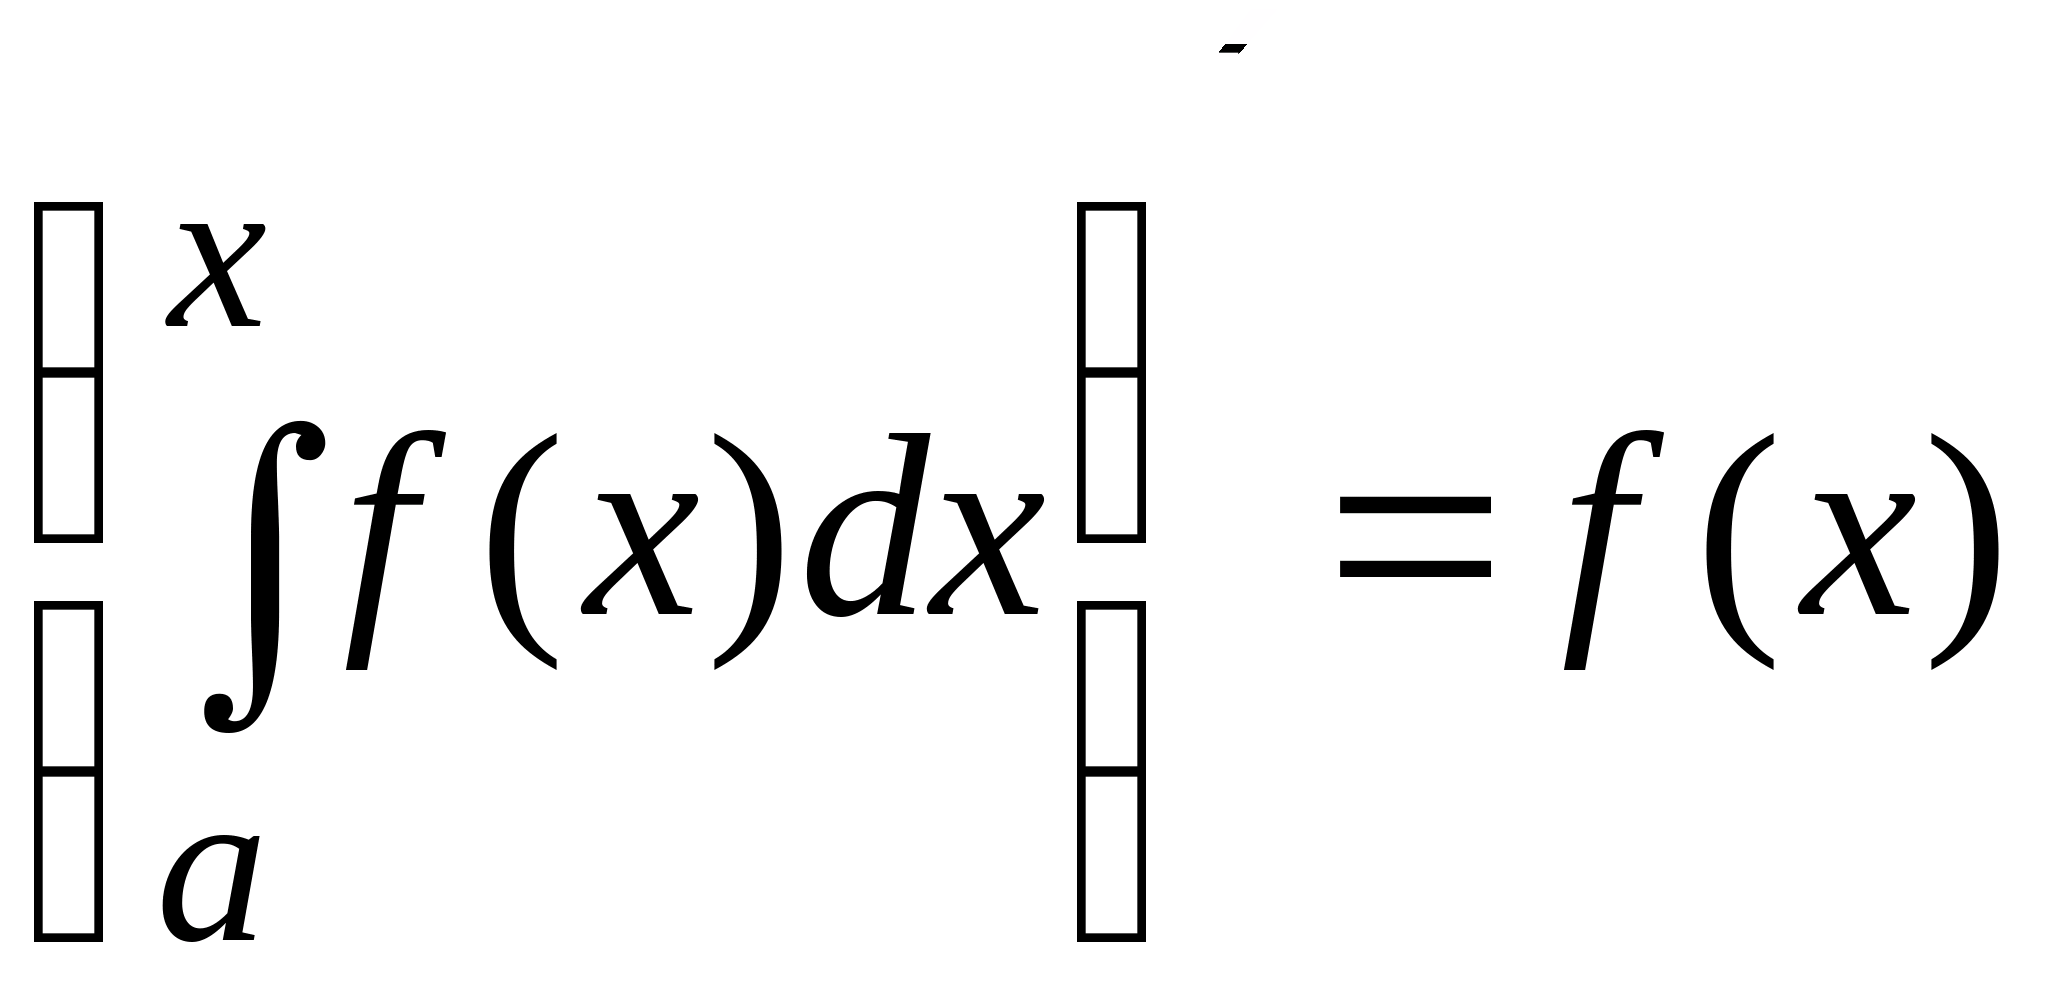 x
∫ f (x)dx = f (x)
a